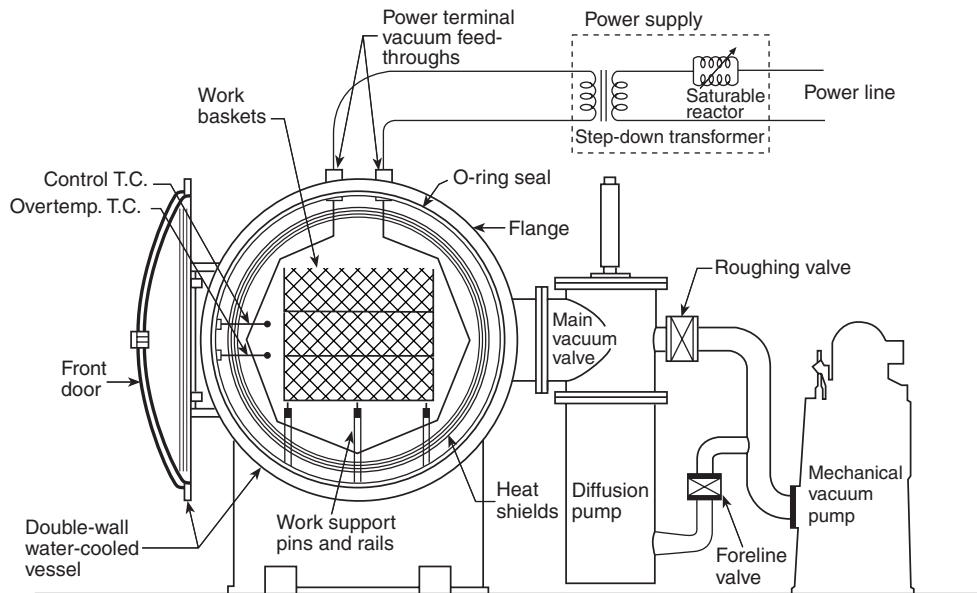 Power supply
Power terminal
vacuum feed-
throughs
Work
baskets
Saturable
reactor
Power line
Step-down transformer
Control T.C.
Overtemp. T.C.
O-ring seal
Flange
Roughing valve
Main
vacuum
valve
Front
door
Heat
shields
Diffusion
pump
Mechanical
vacuum
pump
Work support
pins and rails
Double-wall
water-cooled
vessel
Foreline
valve